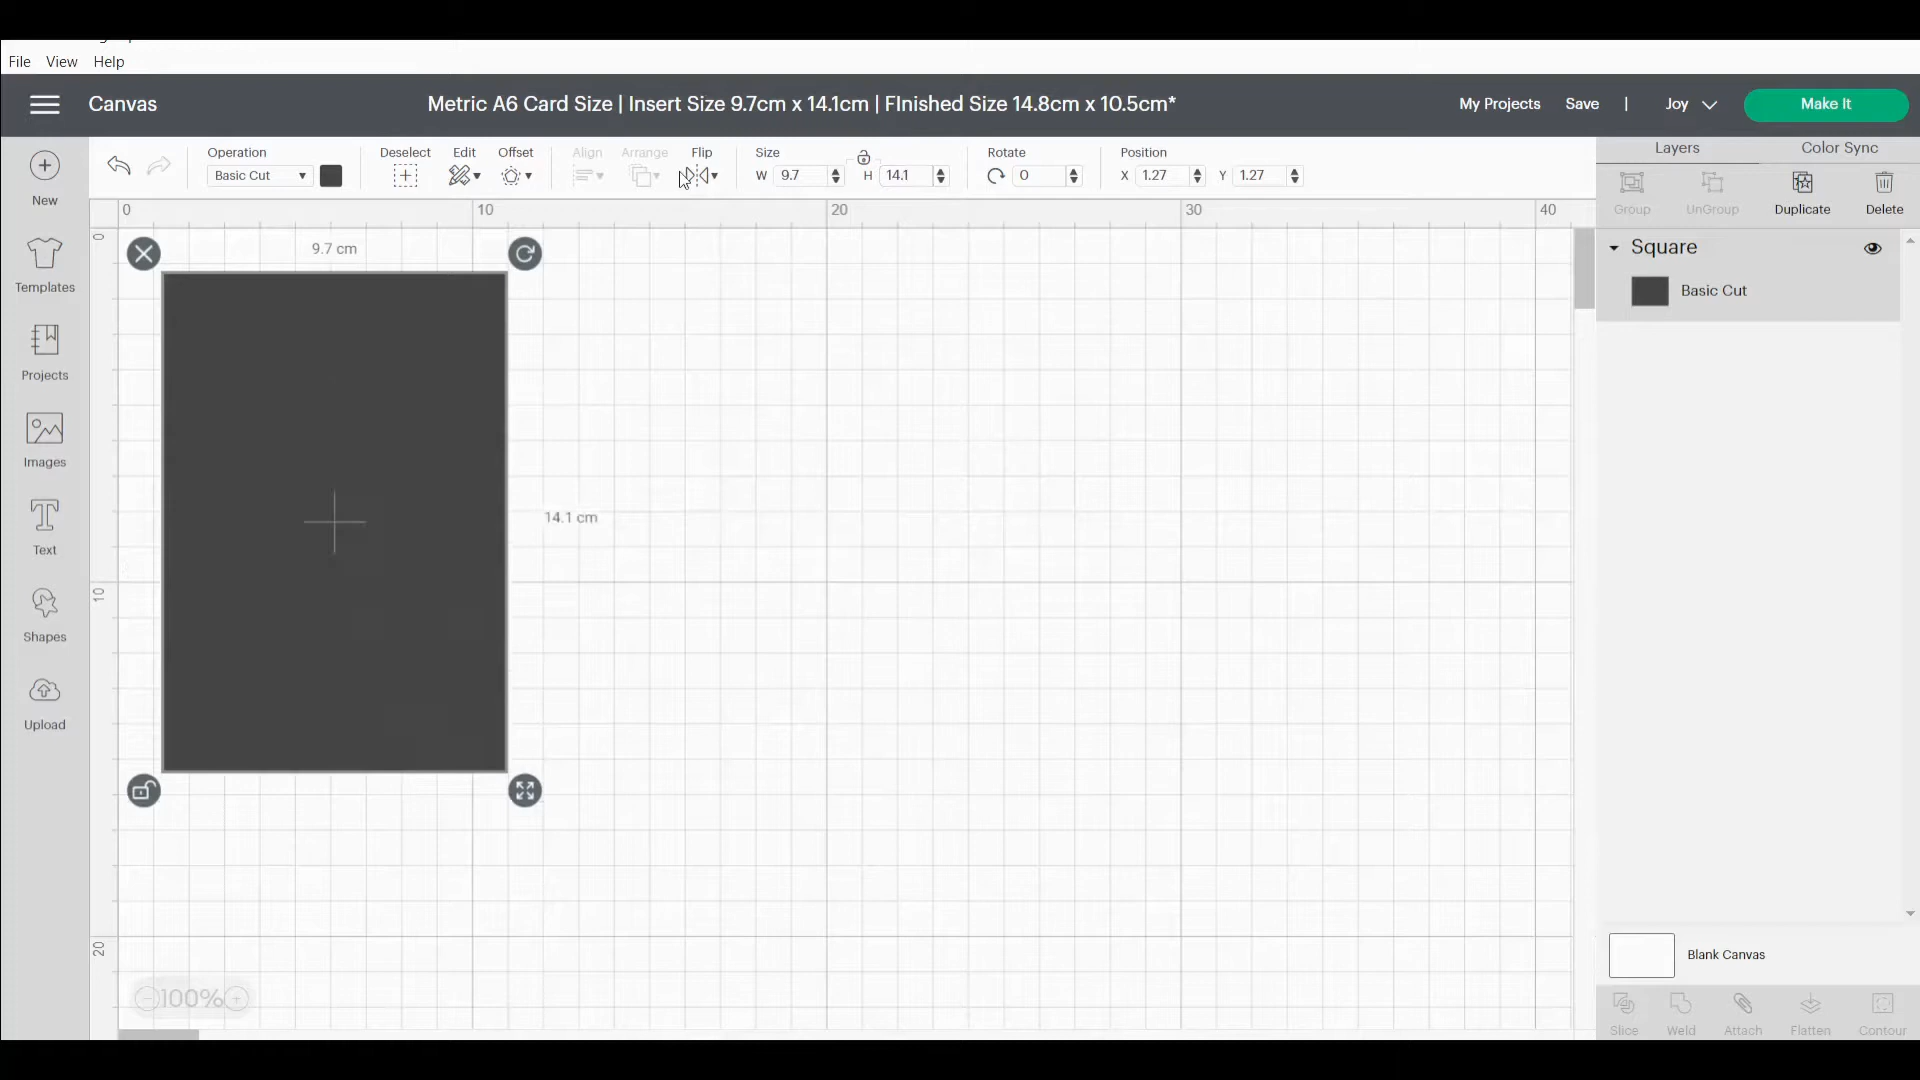 File View Help
Canvas
Metric A6 Card Size | Insert Size 9.7cm x 14.1cm | FInished Size 14.8cm x 10.5cm*
My Projects Save | Joy Make It
Operation Deselect Edit Offset Align Arrange Flip Size Rotate Position
Basic Cut W 9.7 H 14.1 0 X 1.27 Y 1.27
Layers Color Sync
Group UnGroup Duplicate Delete
Square
Basic Cut
New
Templates
Projects
Images
Text
Shapes
Upload
0 10 20 30 40
0
10
20
9.7 cm
14.1 cm
100%
Blank Canvas
Slice Weld Attach Flatten Contour